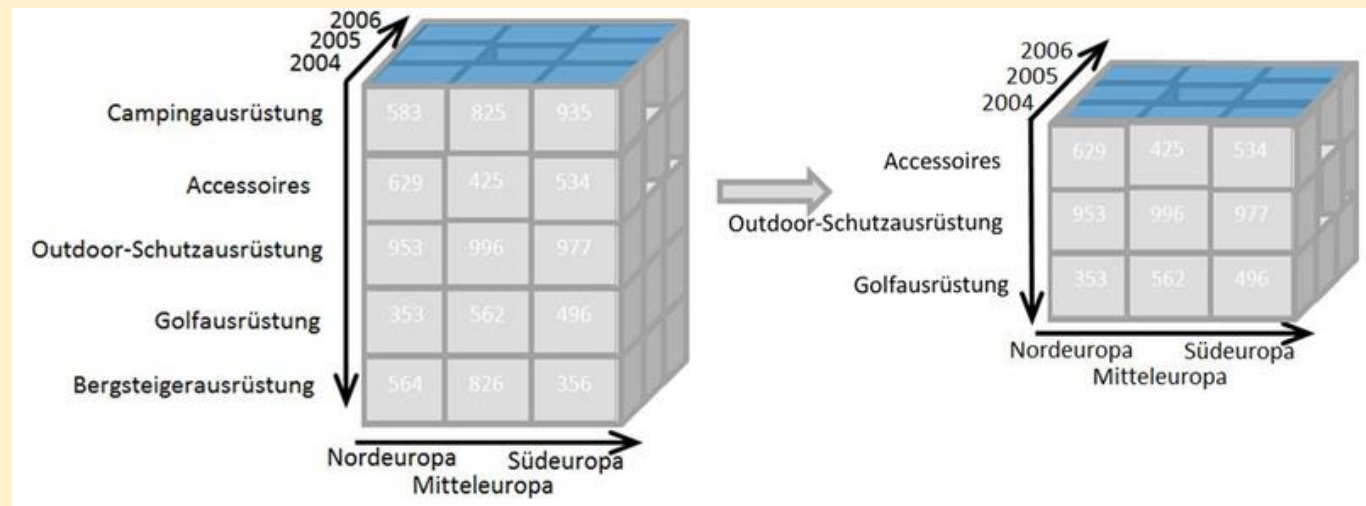 2006
2005
2004
Campingausrüstung 583 825 935
Accessoires 629 425 534
Outdoor-Schutzausrüstung 953 996 977
Golfausrüstung 353 562 496
Bergsteigerausrüstung 564 826 356
Nordeuropa Südeuropa
Mitteleuropa
2006
2005
2004
Accessoires 629 425 534
Outdoor-Schutzausrüstung 953 996 977
Golfausrüstung 353 562 496
Nordeuropa Südeuropa
Mitteleuropa